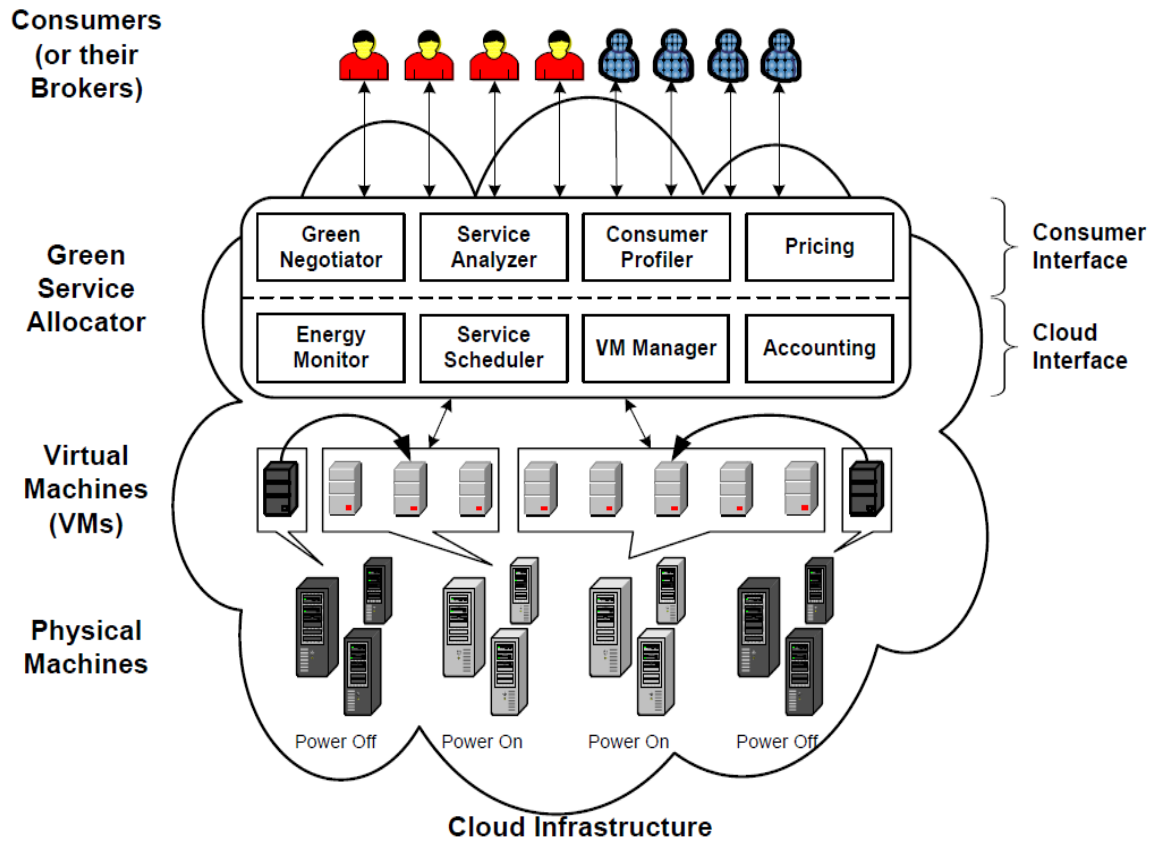 Consumers
(or their
Brokers)
Green
Negotiator
Service
Analyzer
Consumer
Profiler
Pricing
Consumer
Interface
Green
Service
Allocator
Energy
Monitor
Service
Scheduler
VM Manager
Accounting
Cloud
Interface
Virtual
Machines
(VMs)
Physical
Machines
Power Off
Power On
Power On
Power Off
Cloud Infrastructure